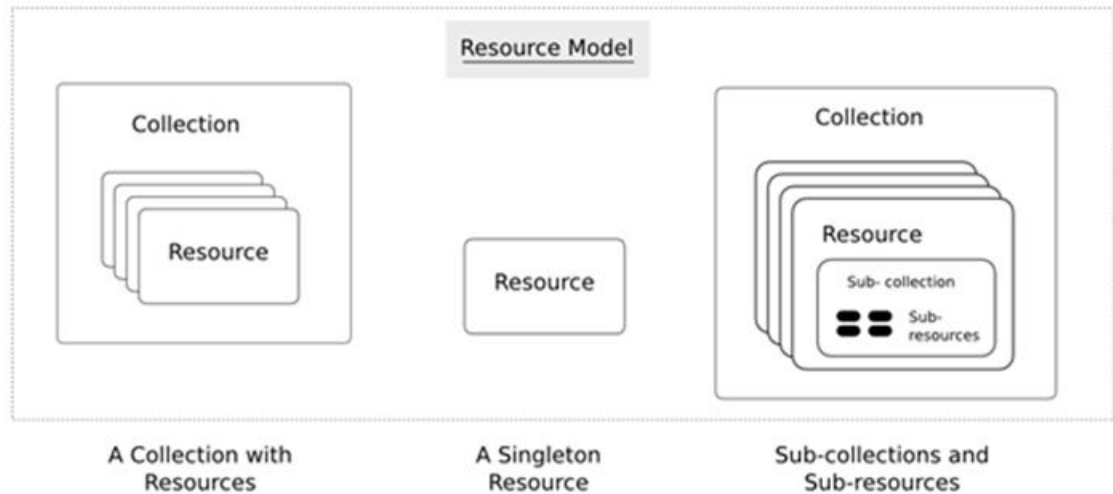 Resource Model
Collection
Resource
Resource
Collection
Resource
Sub- collection
Sub-
resources
A Collection with
Resources
A Singleton
Resource
Sub-collections and
Sub-resources